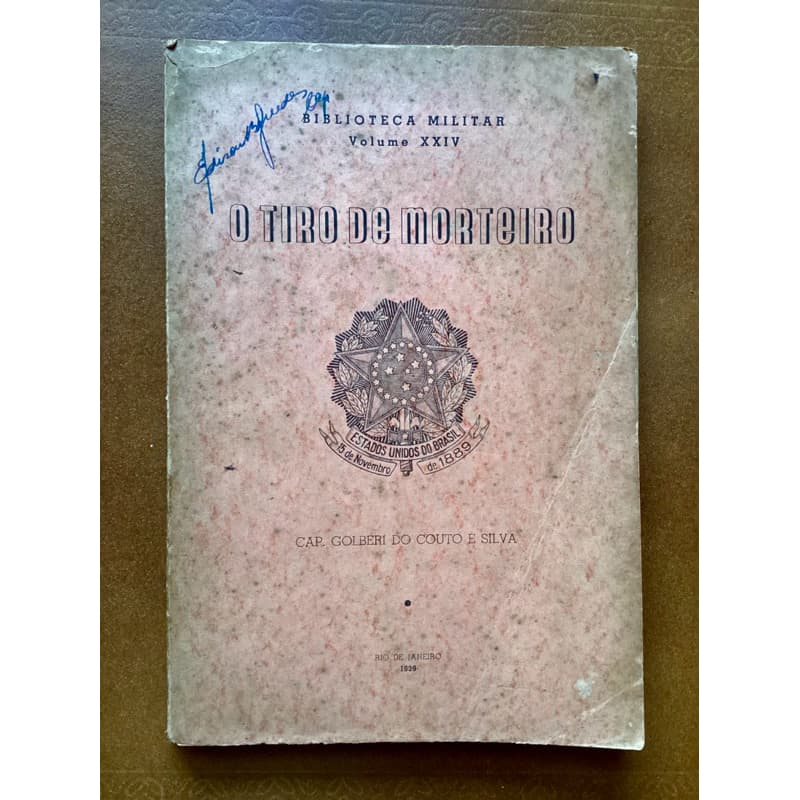 BIBLIOTECA MILITAR
Volume XXIV
O TIRO DE MORTEIRO
ESTADOS UNIDOS DO BRASIL
15 de Novembro
de 1889
CAP. GOLBERI DO COUTO E SILVA
RIO DE JANEIRO
1939